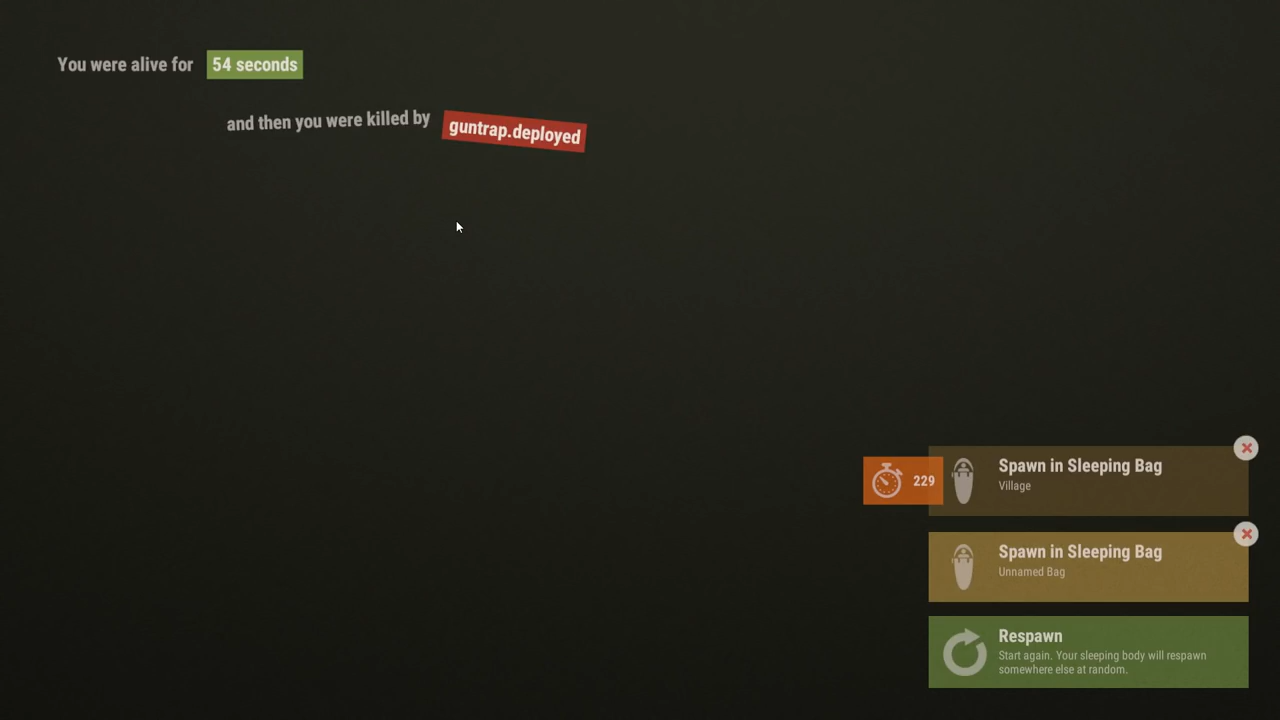 You were alive for 54 seconds
and then you were killed by guntrap.deployed
229
Spawn in Sleeping Bag
Village
Spawn in Sleeping Bag
Unnamed Bag
Respawn
Start again. Your sleeping body will respawn
somewhere else at random.